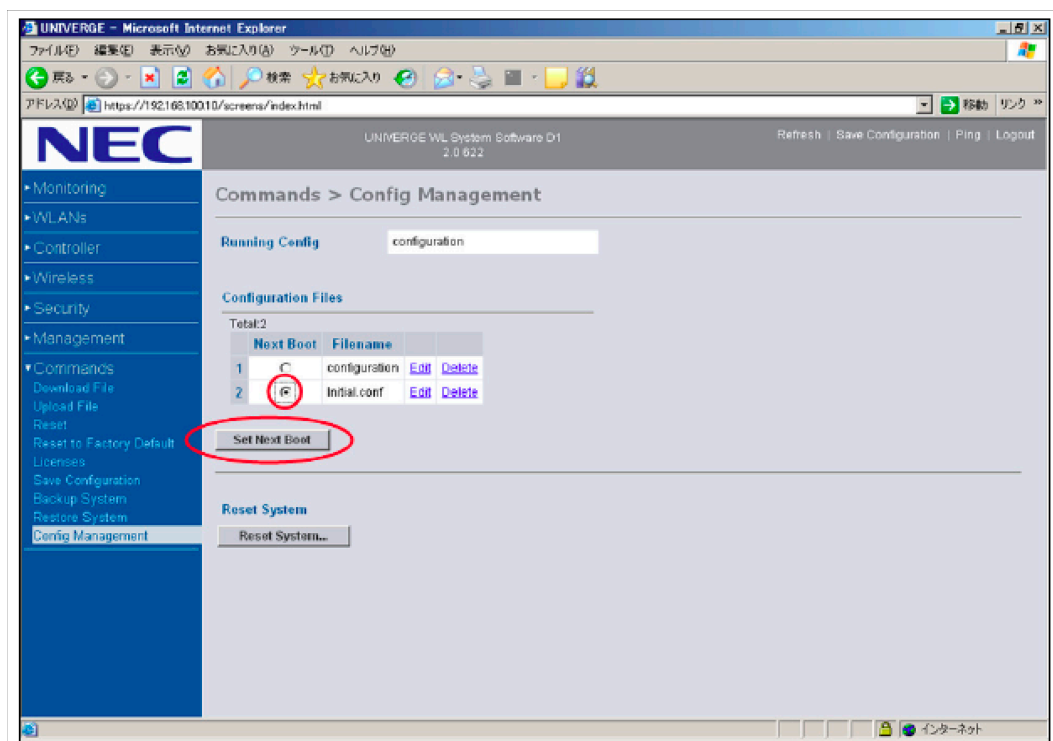 UNIVERGE - Microsoft Internet Explorer
ファイル(F) 編集(E) 表示(V) お気に入り(A) ツール(T) ヘルプ(H)
戻る 検索 お気に入り
アドレス(D) https://192.168.100.10/screens/index.html 移動 リンク »
NEC
UNIVERGE WL System Software D1
2.0.622
Refresh | Save Configuration | Ping | Logout
Monitoring
WLANs
Controller
Wireless
Security
Management
Commands
Download File
Upload File
Reset
Reset to Factory Default
Licenses
Save Configuration
Backup System
Restore System
Config Management
Commands > Config Management
Running Config configuration
Configuration Files
Total:2
Next Boot Filename
1 configuration Edit Delete
2 Initial.conf Edit Delete
Set Next Boot
Reset System
Reset System...
インターネット